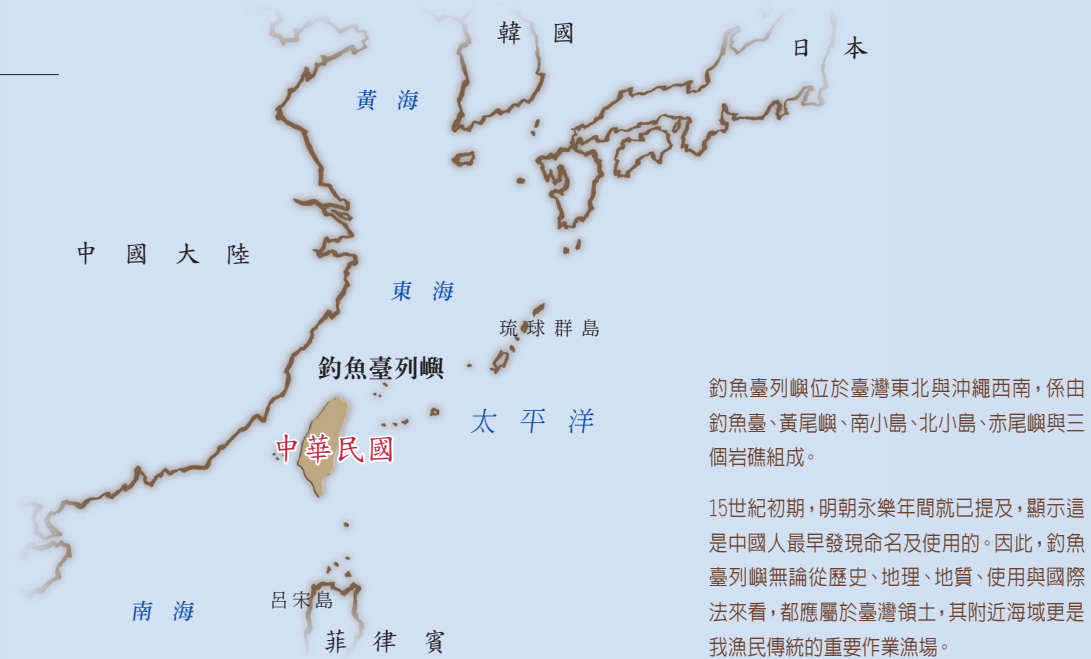 韓國
日本
黃海
中國大陸
東海
琉球群島
釣魚臺列嶼
太平洋
中華民國
南海
呂宋島
菲律賓
釣魚臺列嶼位於臺灣東北與沖繩西南，係由
釣魚臺、黃尾嶼、南小島、北小島、赤尾嶼與三
個岩礁組成。
15世紀初期，明朝永樂年間就已提及，顯示這
是中國人最早發現命名及使用的。因此，釣魚
臺列嶼無論從歷史、地理、地質、使用與國際
法來看，都應屬於臺灣領土，其附近海域更是
我漁民傳統的重要作業漁場。